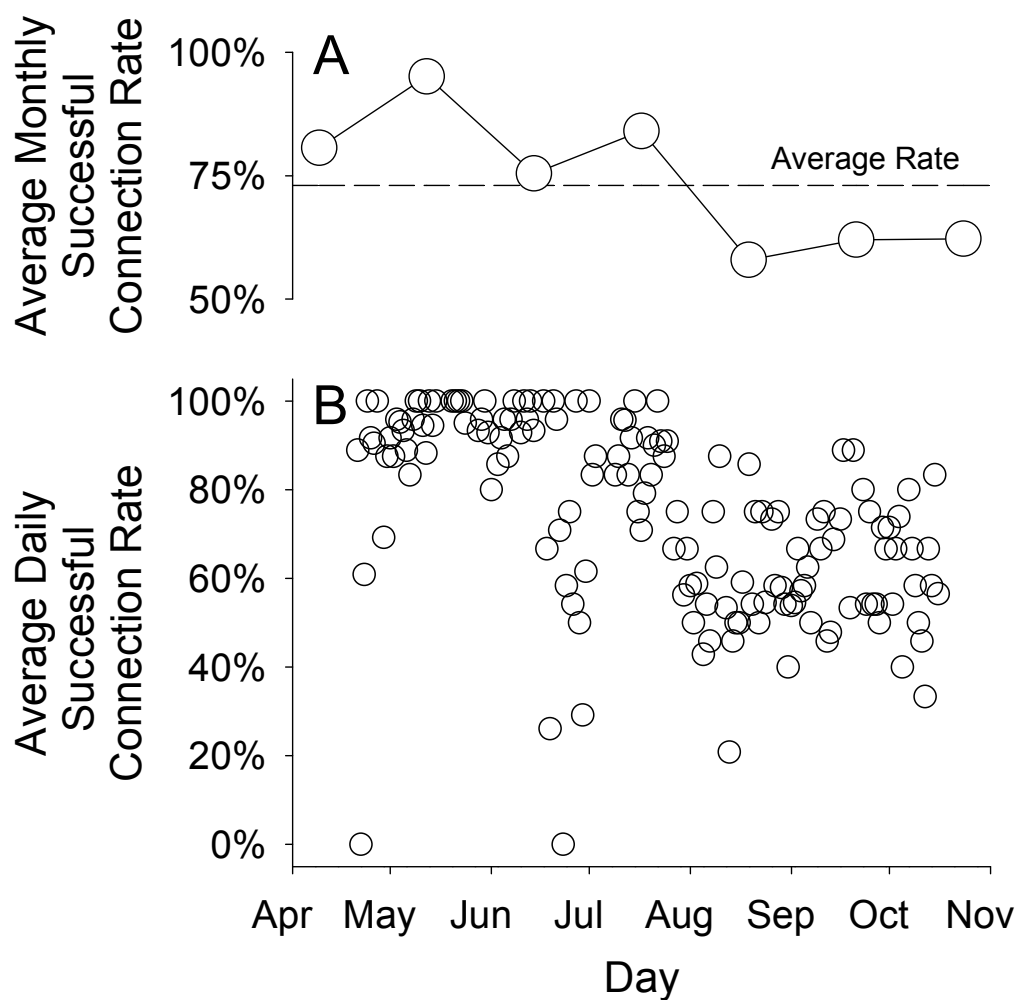 Average Monthly
Successful
Connection Rate
100%
75%
50%
A
Average Rate
Average Daily
Successful
Connection Rate
100%
80%
60%
40%
20%
0%
B
Apr May Jun Jul Aug Sep Oct Nov
Day